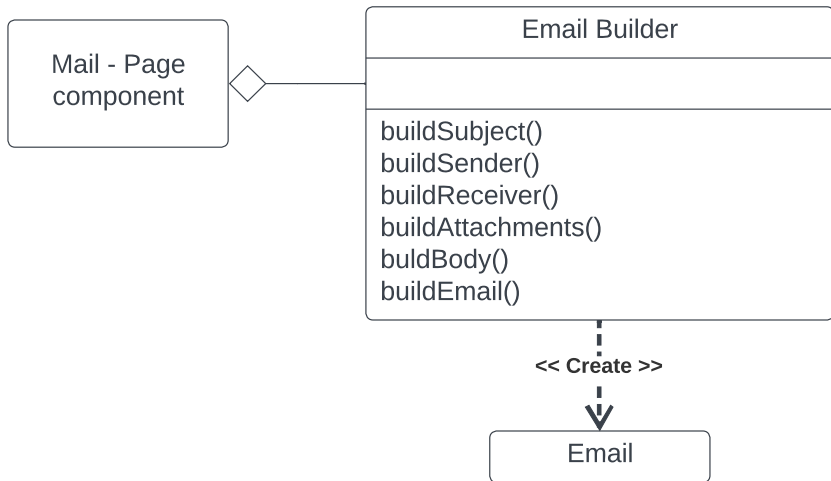 Mail - Page
component
Email Builder
buildSubject()
buildSender()
buildReceiver()
buildAttachments()
buldBody()
buildEmail()
<< Create >>
Email